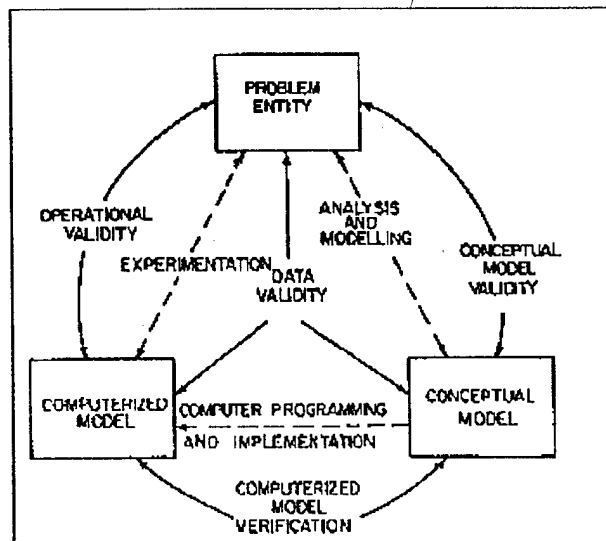 PROBLEM
ENTITY
OPERATIONAL
VALIDITY
ANALYSIS
AND
MODELLING
EXPERIMENTATION
DATA
VALIDITY
CONCEPTUAL
MODEL
VALIDITY
COMPUTERIZED
MODEL
COMPUTER PROGRAMMING
AND IMPLEMENTATION
CONCEPTUAL
MODEL
COMPUTERIZED
MODEL
VERIFICATION